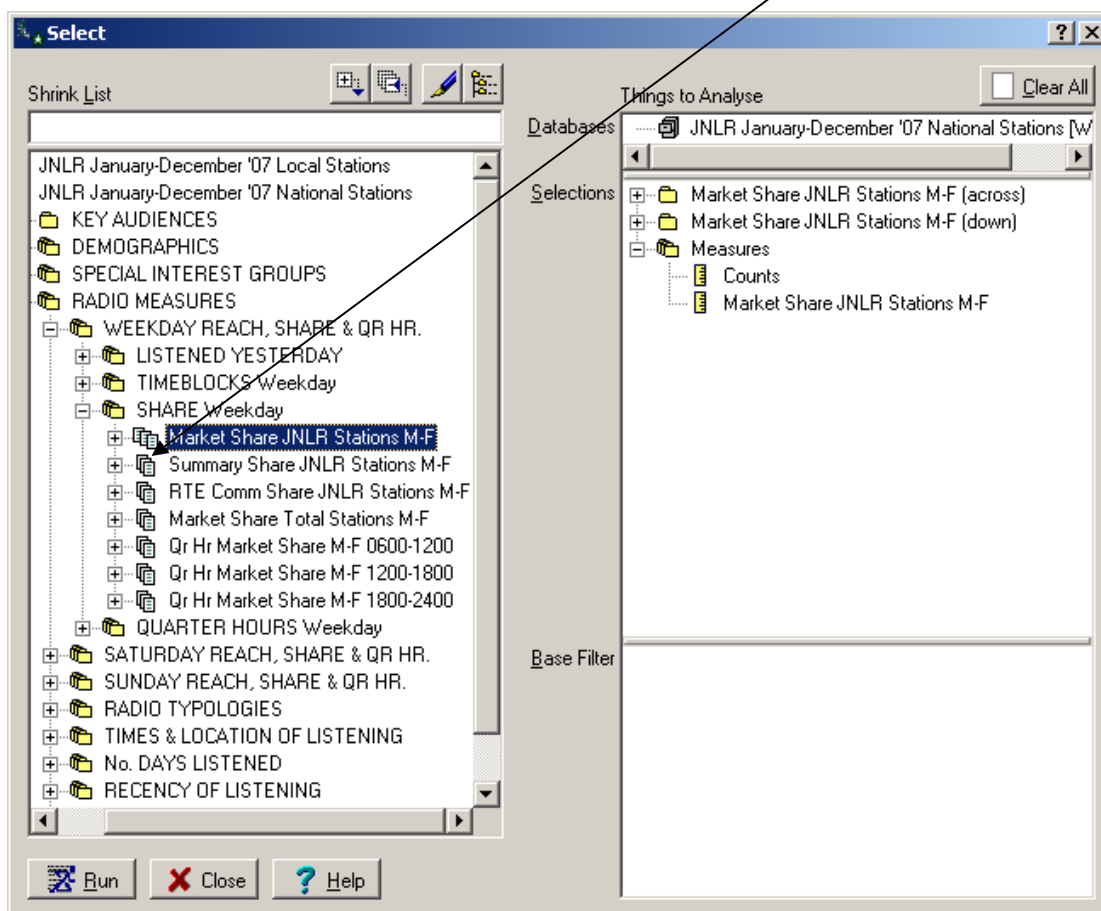 Select
Shrink List
JNLR January-December '07 Local Stations
JNLR January-December '07 National Stations
KEY AUDIENCES
DEMOGRAPHICS
SPECIAL INTEREST GROUPS
RADIO MEASURES
WEEKDAY REACH, SHARE & QR HR.
LISTENED YESTERDAY
TIMEBLOCKS Weekday
SHARE Weekday
Market Share JNLR Stations M-F
Summary Share JNLR Stations M-F
RTE Comm Share JNLR Stations M-F
Market Share Total Stations M-F
Qr Hr Market Share M-F 0600-1200
Qr Hr Market Share M-F 1200-1800
Qr Hr Market Share M-F 1800-2400
QUARTER HOURS Weekday
SATURDAY REACH, SHARE & QR HR.
SUNDAY REACH, SHARE & QR HR.
RADIO TYPOLOGIES
TIMES & LOCATION OF LISTENING
No. DAYS LISTENED
RECENCY OF LISTENING
Run
Close
Help
Things to Analyse
Clear All
Databases
JNLR January-December '07 National Stations [W
Selections
Market Share JNLR Stations M-F (across)
Market Share JNLR Stations M-F (down)
Measures
Counts
Market Share JNLR Stations M-F
Base Filter